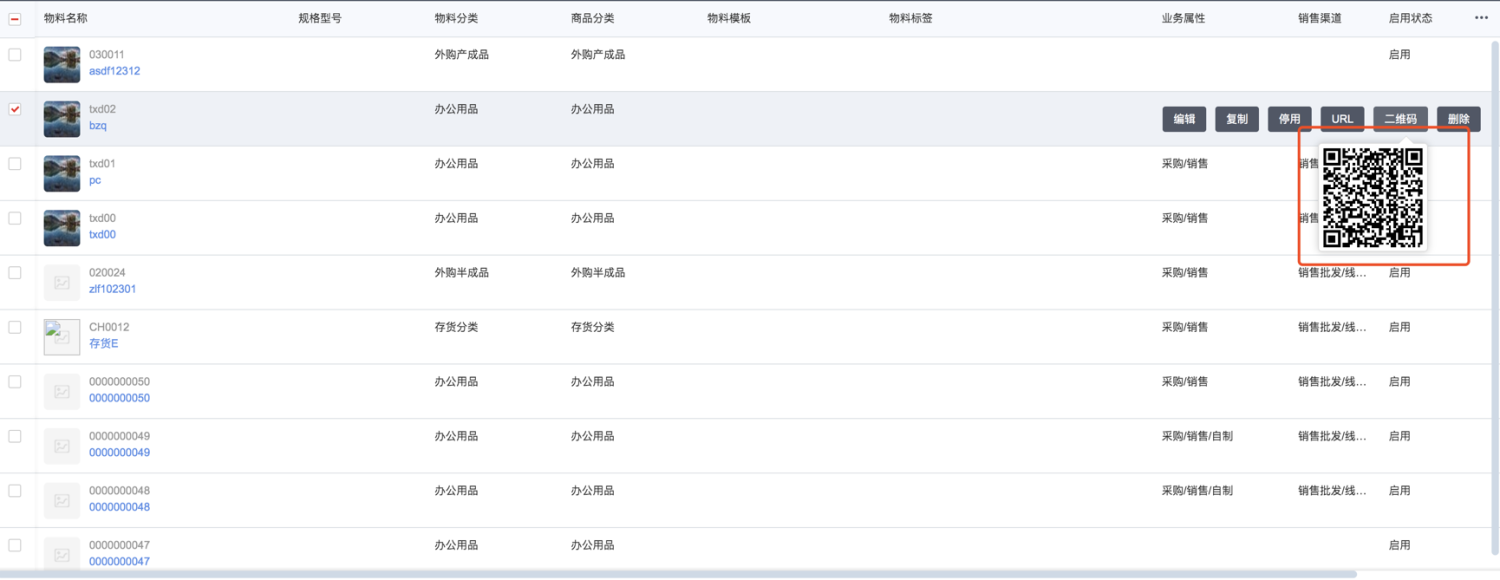 物料名称 规格型号 物料分类 商品分类 物料模板 物料标签 业务属性 销售渠道 启用状态
030011 外购产成品 外购产成品 启用
asdf12312
txd02 办公用品 办公用品
bzq 编辑 复制 停用 URL 二维码 删除
txd01 办公用品 办公用品 采购/销售 销售
pc
txd00 办公用品 办公用品 采购/销售 销售
txd00
020024 外购半成品 外购半成品 采购/销售 销售批发/线... 启用
zlf102301
CH0012 存货分类 存货分类 采购/销售 销售批发/线... 启用
存货E
0000000050 办公用品 办公用品 采购/销售 销售批发/线... 启用
0000000050
0000000049 办公用品 办公用品 采购/销售/自制 销售批发/线... 启用
0000000049
0000000048 办公用品 办公用品 采购/销售/自制 销售批发/线... 启用
0000000048
0000000047 办公用品 办公用品 启用
0000000047